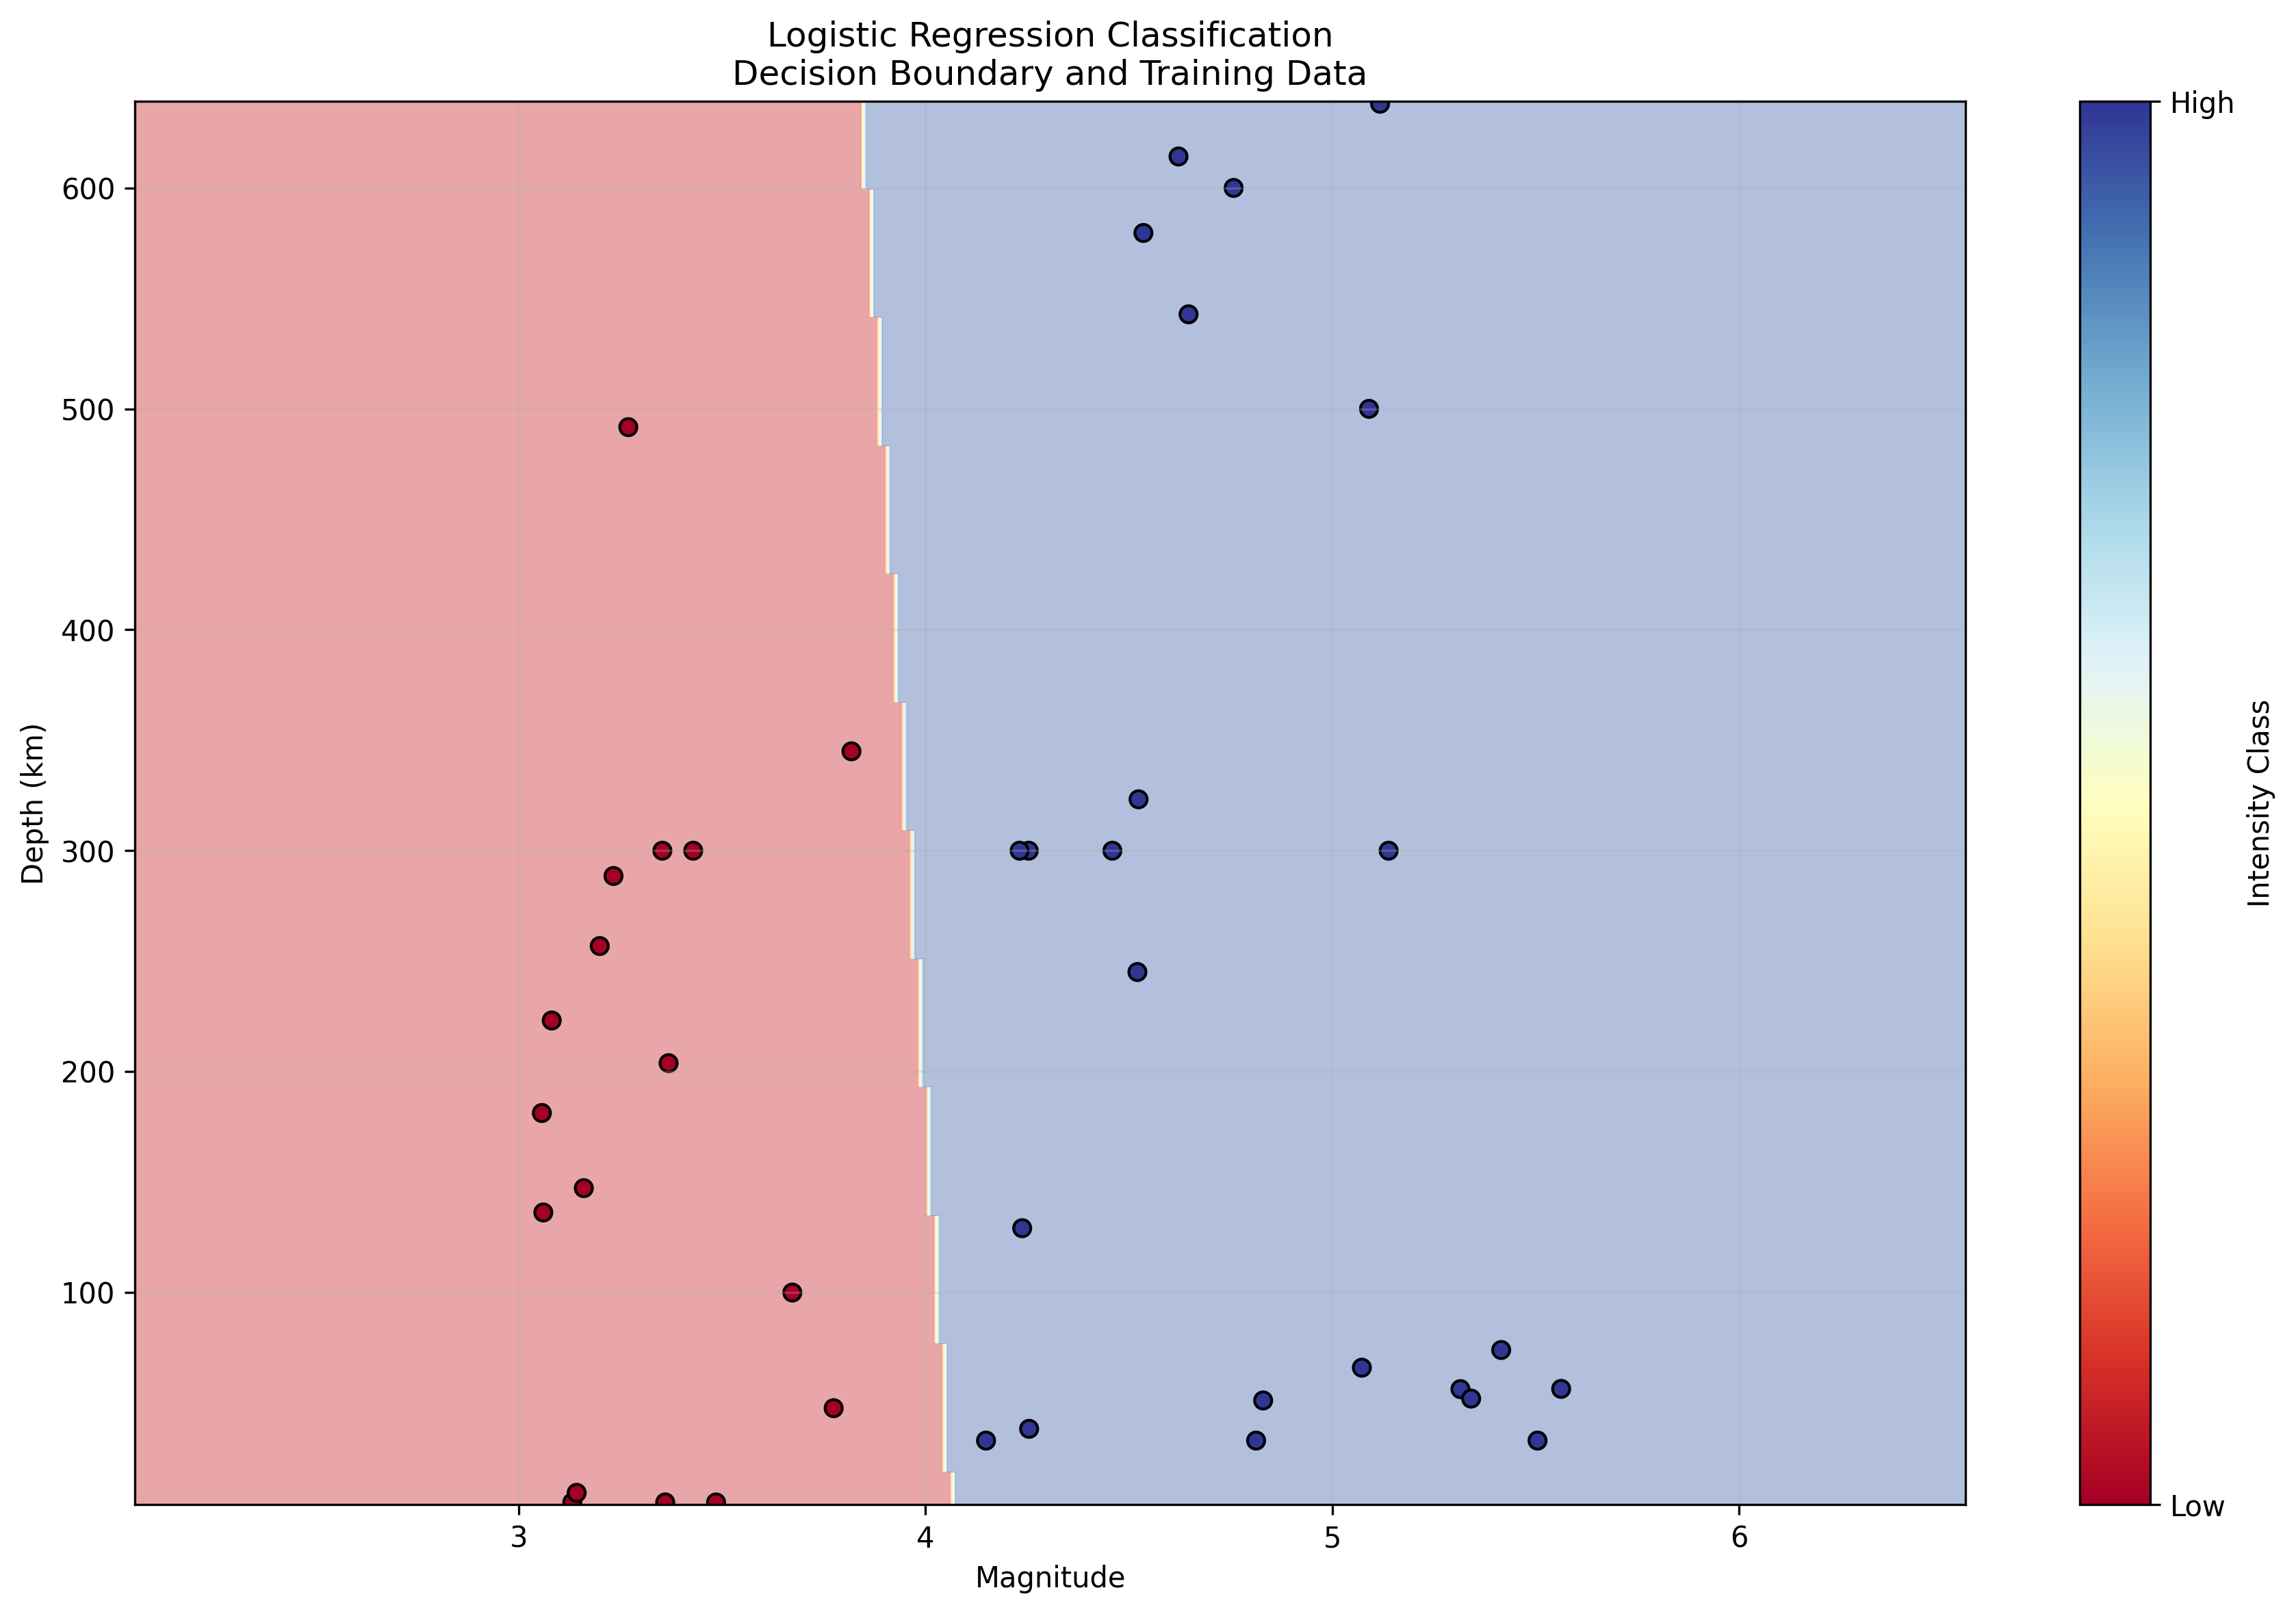 Logistic Regression Classification
Decision Boundary and Training Data
High
600
500
400
300
200
100
Depth (km)
Intensity Class
Low
3
4
5
6
Magnitude